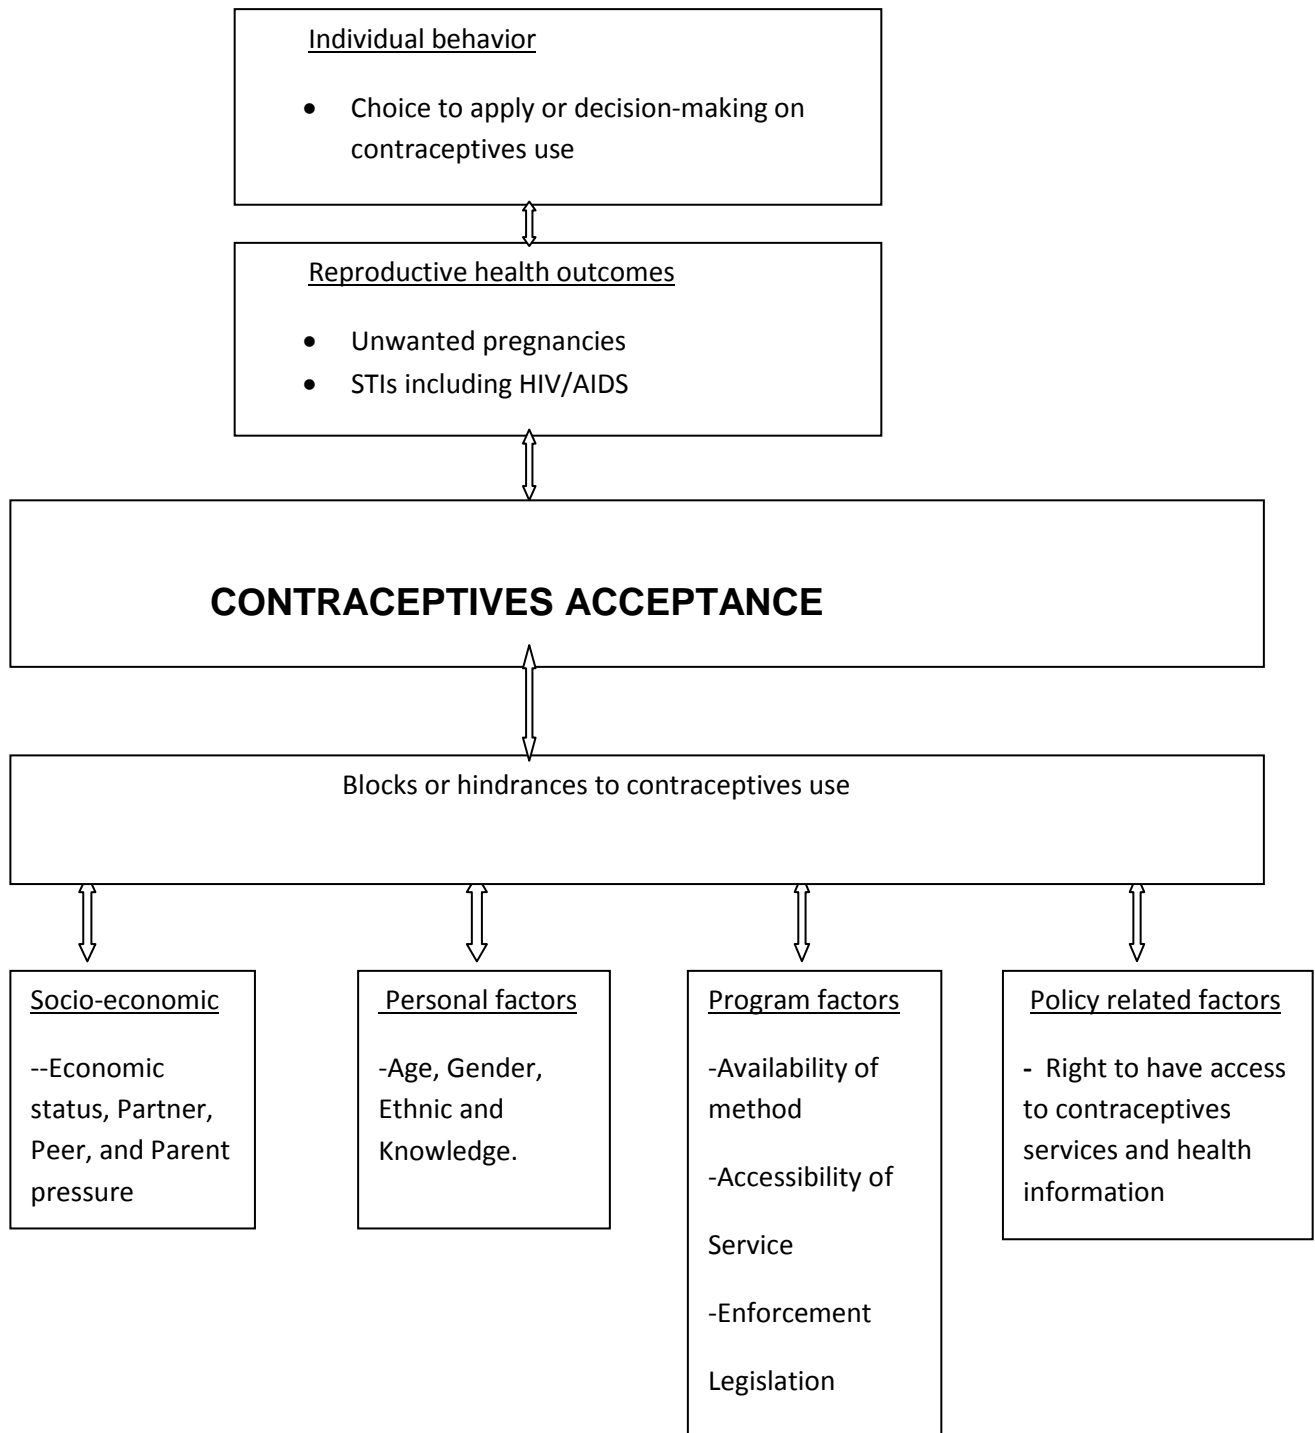 Individual behavior
• Choice to apply or decision-making on
contraceptives use
Reproductive health outcomes
• Unwanted pregnancies
• STIs including HIV/AIDS
CONTRACEPTIVES ACCEPTANCE
Blocks or hindrances to contraceptives use
Socio-economic
--Economic
status, Partner,
Peer, and Parent
pressure
Personal factors
-Age, Gender,
Ethnic and
Knowledge.
Program factors
-Availability of
method
-Accessibility of
Service
-Enforcement
Legislation
Policy related factors
- Right to have access
to contraceptives
services and health
information